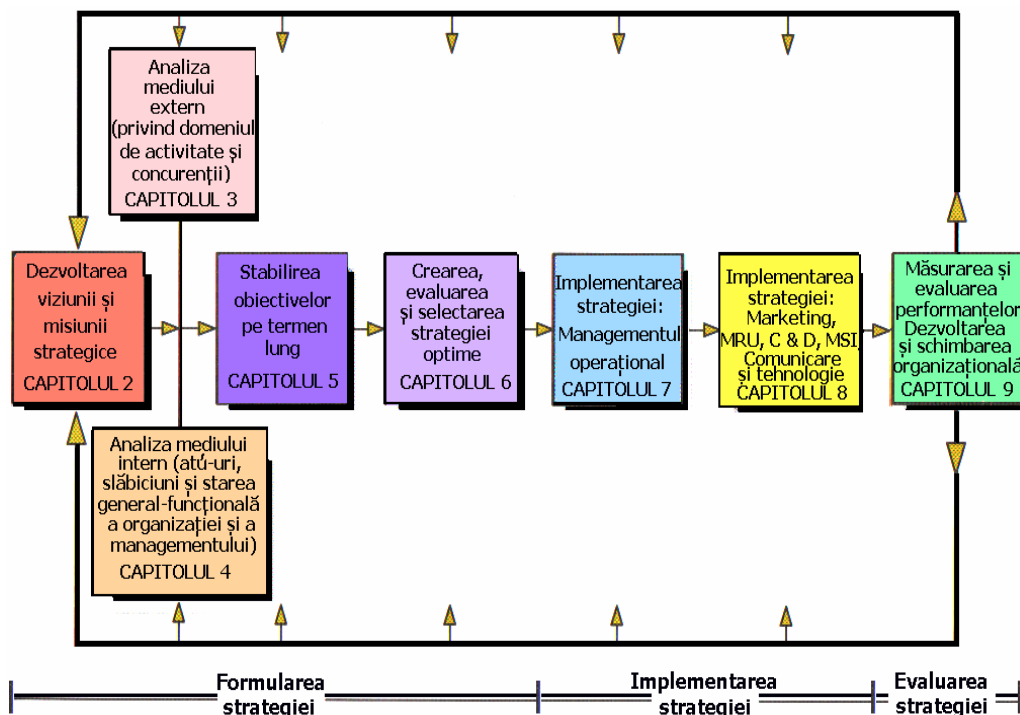 Analiza
mediului
extern
(privind domeniul
de activitate și
concurenții)
CAPITOLUL 3
Dezvoltarea
viziunii și
misiunii
strategice
CAPITOLUL 2
Stabilirea
obiectivelor
pe termen
lung
CAPITOLUL 5
Crearea,
evaluarea
și selectarea
strategiei
optime
CAPITOLUL 6
Implementarea
strategiei:
Managementul
operațional
CAPITOLUL 7
Implementarea
strategiei:
Marketing,
MRU, C & D, MSI,
Comunicare
și tehnologie
CAPITOLUL 8
Măsurarea și
evaluarea
performanțelor
Dezvoltarea
și schimbarea
organizațională
CAPITOLUL 9
Analiza mediului
intern (atú-uri,
slăbiciuni și starea
general-funcțională
a organizației și a
managementului)
CAPITOLUL 4
Formularea
strategiei
Implementarea
strategiei
Evaluarea
strategiei